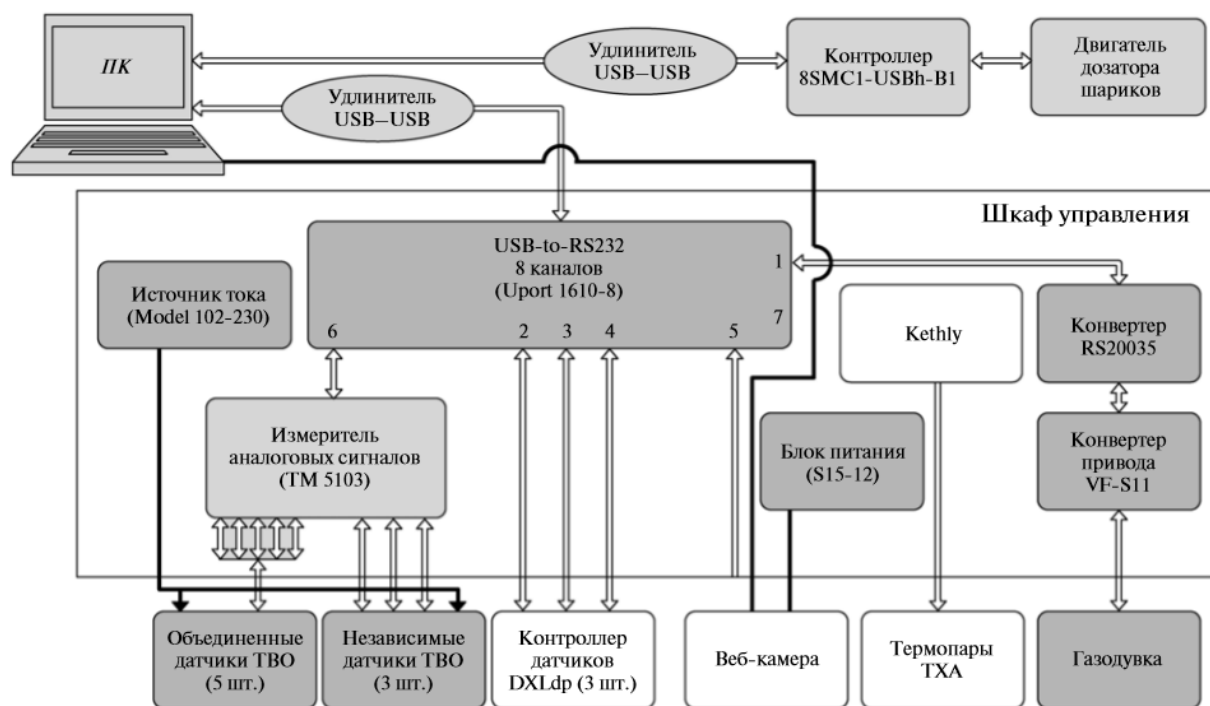 ПК
Удлинитель
USB–USB
Контроллер
8SMC1-USBh-B1
Двигатель
дозатора
шариков
Удлинитель
USB–USB
Шкаф управления
USB-to-RS232
8 каналов
(Uport 1610-8)
1
7
6
2
3
4
5
Источник тока
(Model 102-230)
Kethly
Конвертер
RS20035
Измеритель
аналоговых сигналов
(ТМ 5103)
Блок питания
(S15-12)
Конвертер
привода
VF-S11
Объединенные
датчики ТВО
(5 шт.)
Независимые
датчики ТВО
(3 шт.)
Контроллер
датчиков
DXLdp (3 шт.)
Веб-камера
Термопары
ТХА
Газодувка